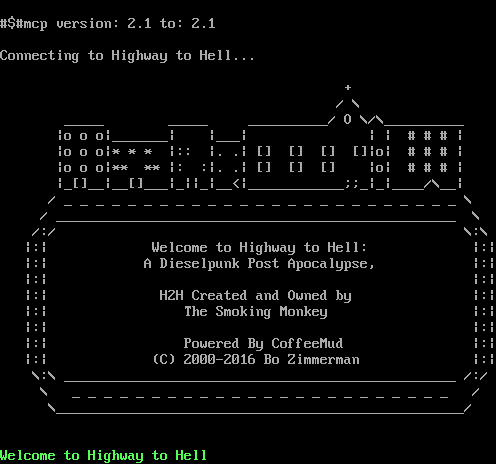 #$#mcp version: 2.1 to: 2.1
Connecting to Highway to Hell...
Welcome to Highway to Hell:
A Dieselpunk Post Apocalypse,
H2H Created and Owned by
The Smoking Monkey
Powered By CoffeeMud
(C) 2000-2016 Bo Zimmerman
Welcome to Highway to Hell